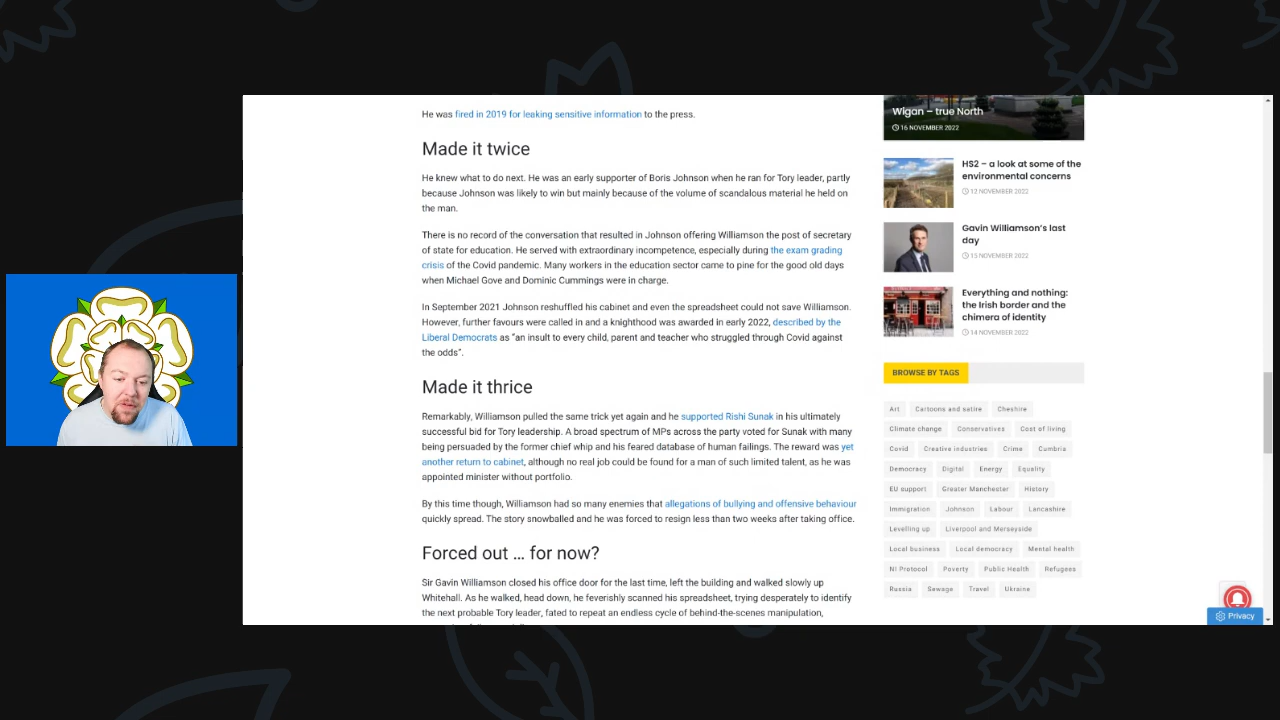 He was fired in 2019 for leaking sensitive information to the press.
Made it twice
He knew what to do next. He was an early supporter of Boris Johnson when he ran for Tory leader, partly
because Johnson was likely to win but mainly because of the volume of scandalous material he held on
the man.
There is no record of the conversation that resulted in Johnson offering Williamson the post of secretary
of state for education. He served with extraordinary incompetence, especially during the exam grading
crisis of the Covid pandemic. Many workers in the education sector came to pine for the good old days
when Michael Gove and Dominic Cummings were in charge.
In September 2021 Johnson reshuffled his cabinet and even the spreadsheet could not save Williamson.
However, further favours were called in and a knighthood was awarded in early 2022, described by the
Liberal Democrats as “an insult to every child, parent and teacher who struggled through Covid against
the odds”.
Made it thrice
Remarkably, Williamson pulled the same trick yet again and he supported Rishi Sunak in his ultimately
successful bid for Tory leadership. A broad spectrum of MPs across the party voted for Sunak with many
being persuaded by the former chief whip and his feared database of human failings. The reward was yet
another return to cabinet, although no real job could be found for a man of such limited talent, as he was
appointed minister without portfolio.
By this time though, Williamson had so many enemies that allegations of bullying and offensive behaviour
quickly spread. The story snowballed and he was forced to resign less than two weeks after taking office.
Forced out … for now?
Sir Gavin Williamson closed his office door for the last time, left the building and walked slowly up
Whitehall. As he walked, head down, he feverishly scanned his spreadsheet, trying desperately to identify
the next probable Tory leader, fated to repeat an endless cycle of behind-the-scenes manipulation,
Wigan – true North
16 NOVEMBER 2022
HS2 – a look at some of the
environmental concerns
12 NOVEMBER 2022
Gavin Williamson's last
day
15 NOVEMBER 2022
Everything and nothing:
the Irish border and the
chimera of identity
14 NOVEMBER 2022
BROWSE BY TAGS
Art Cartoons and satire Cheshire
Climate change Conservatives Cost of living
Covid Creative industries Crime Cumbria
Democracy Digital Energy Equality
EU support Greater Manchester History
Immigration Johnson Labour Lancashire
Levelling up Liverpool and Merseyside
Local business Local democracy Mental health
NI Protocol Poverty Public Health Refugees
Russia Sewage Travel Ukraine
Privacy